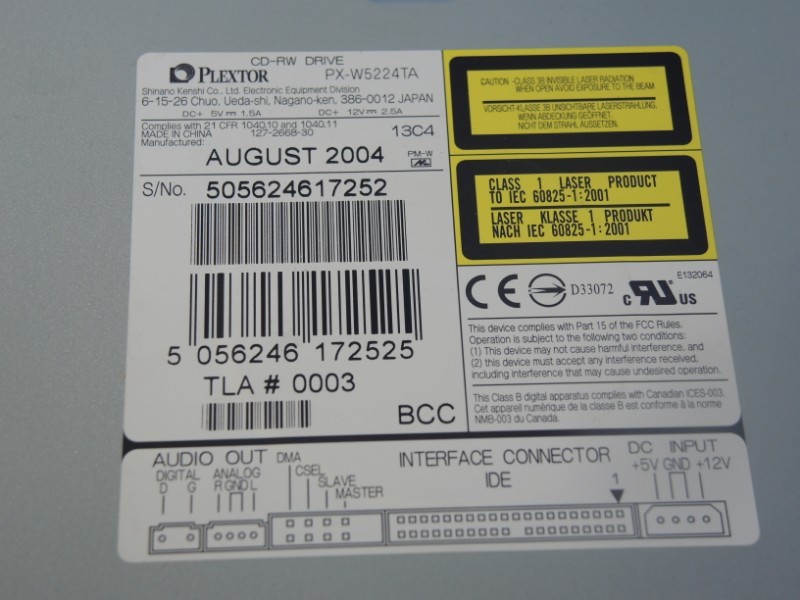 CD-RW DRIVE
PLEXTOR PX-W5224TA
Shinano Kenshi Co., Ltd. Electronic Equipment Division
6-15-26 Chuo, Ueda-shi, Nagano-ken, 386-0012 JAPAN
DC+ 5V ⎓ 1.5A DC+ 12V ⎓ 2.5A
Complies with 21 CFR 1040.10 and 1040.11
MADE IN CHINA 127-2668-30 13C4
Manufactured:
AUGUST 2004 PM-W
S/No. 505624617252
5 056246 172525
TLA # 0003
BCC
CAUTION -CLASS 3B INVISIBLE LASER RADIATION
WHEN OPEN AVOID EXPOSURE TO THE BEAM
VORSICHT-KLASSE 3B UNSICHTBARE LASERSTRAHLUNG,
WENN ABDECKUNG GEÖFFNET.
NICHT DEM STRAHL AUSSETZEN.
CLASS 1 LASER PRODUCT
TO IEC 60825-1:2001
LASER KLASSE 1 PRODUKT
NACH IEC 60825-1:2001
E132064
CE D33072 c RU US
This device complies with Part 15 of the FCC Rules.
Operation is subject to the following two conditions:
(1) This device may not cause harmful interference, and
(2) this device must accept any interference received,
including interference that may cause undesired operation.
This Class B digital apparatus complies with Canadian ICES-003.
Cet appareil numérique de la classe B est conforme à la norme
NMB-003 du Canada.
AUDIO OUT DMA INTERFACE CONNECTOR DC INPUT
DIGITAL ANALOG CSEL IDE +5V GND +12V
D G R GND L SLAVE 1
MASTER